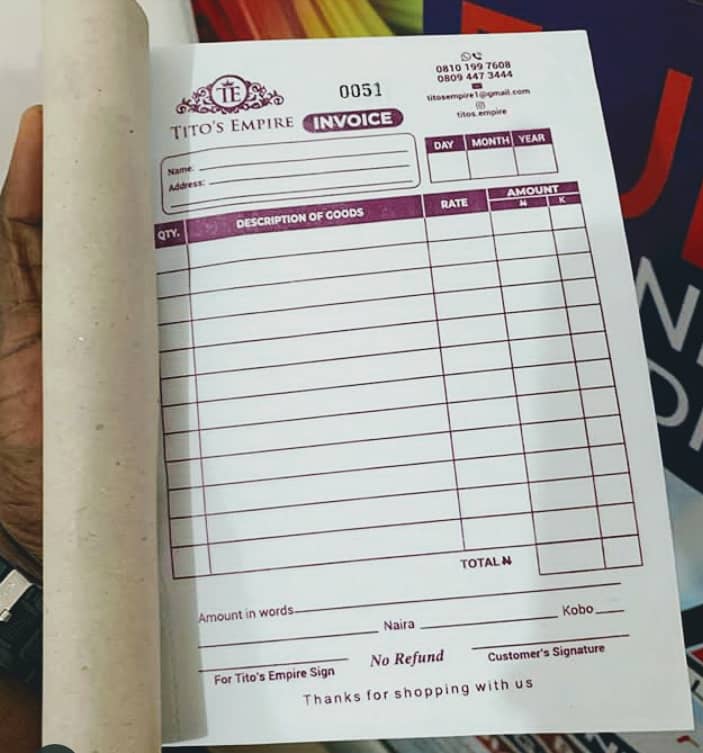 TE
TITO'S EMPIRE
INVOICE
0051
0810 199 7608
0809 447 3444
titosempire1@gmail.com
titos.empire
DAY MONTH YEAR
Name:
Address:
QTY. DESCRIPTION OF GOODS RATE AMOUNT
₦ K
TOTAL ₦
Amount in words
Naira Kobo
For Tito's Empire Sign No Refund Customer's Signature
Thanks for shopping with us